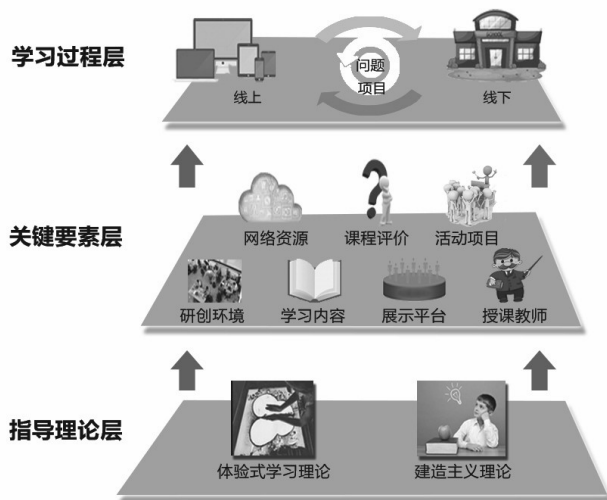 学习过程层
问题
项目
线上
线下
关键要素层
网络资源
课程评价
活动项目
研创环境
学习内容
展示平台
授课教师
指导理论层
体验式学习理论
建造主义理论